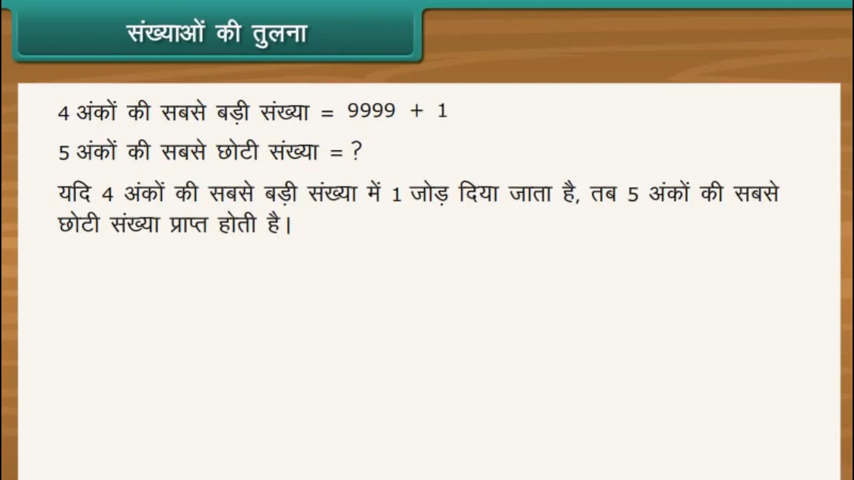 संख्याओं की तुलना
4 अंकों की सबसे बड़ी संख्या = 9999 + 1
5 अंकों की सबसे छोटी संख्या = ?
यदि 4 अंकों की सबसे बड़ी संख्या में 1 जोड़ दिया जाता है, तब 5 अंकों की सबसे
छोटी संख्या प्राप्त होती है।